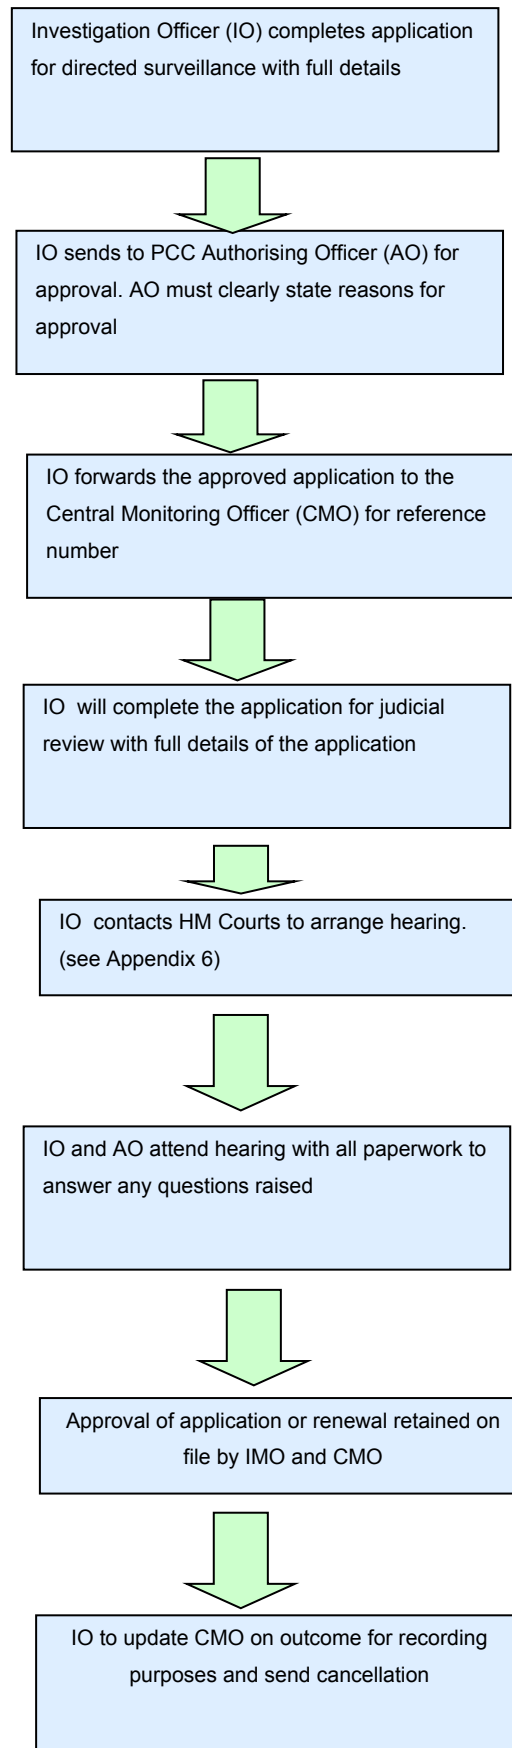 Investigation Officer (IO) completes application
for directed surveillance with full details
IO sends to PCC Authorising Officer (AO) for
approval. AO must clearly state reasons for
approval
IO forwards the approved application to the
Central Monitoring Officer (CMO) for reference
number
IO will complete the application for judicial
review with full details of the application
IO contacts HM Courts to arrange hearing.
(see Appendix 6)
IO and AO attend hearing with all paperwork to
answer any questions raised
Approval of application or renewal retained on
file by IMO and CMO
IO to update CMO on outcome for recording
purposes and send cancellation